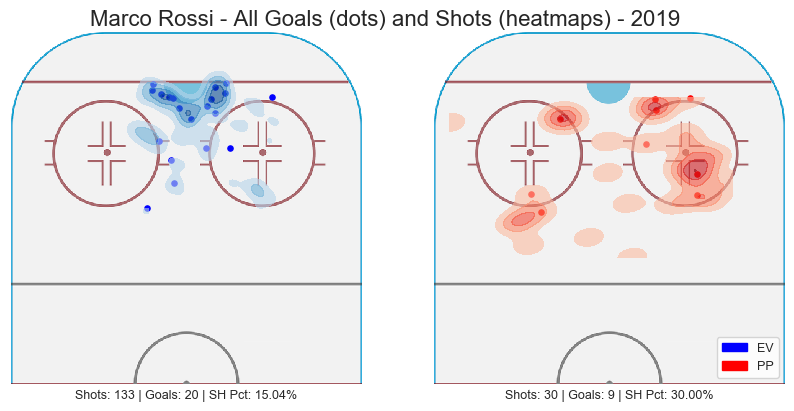 Marco Rossi - All Goals (dots) and Shots (heatmaps) - 2019
EV
PP
Shots: 133 | Goals: 20 | SH Pct: 15.04%
Shots: 30 | Goals: 9 | SH Pct: 30.00%